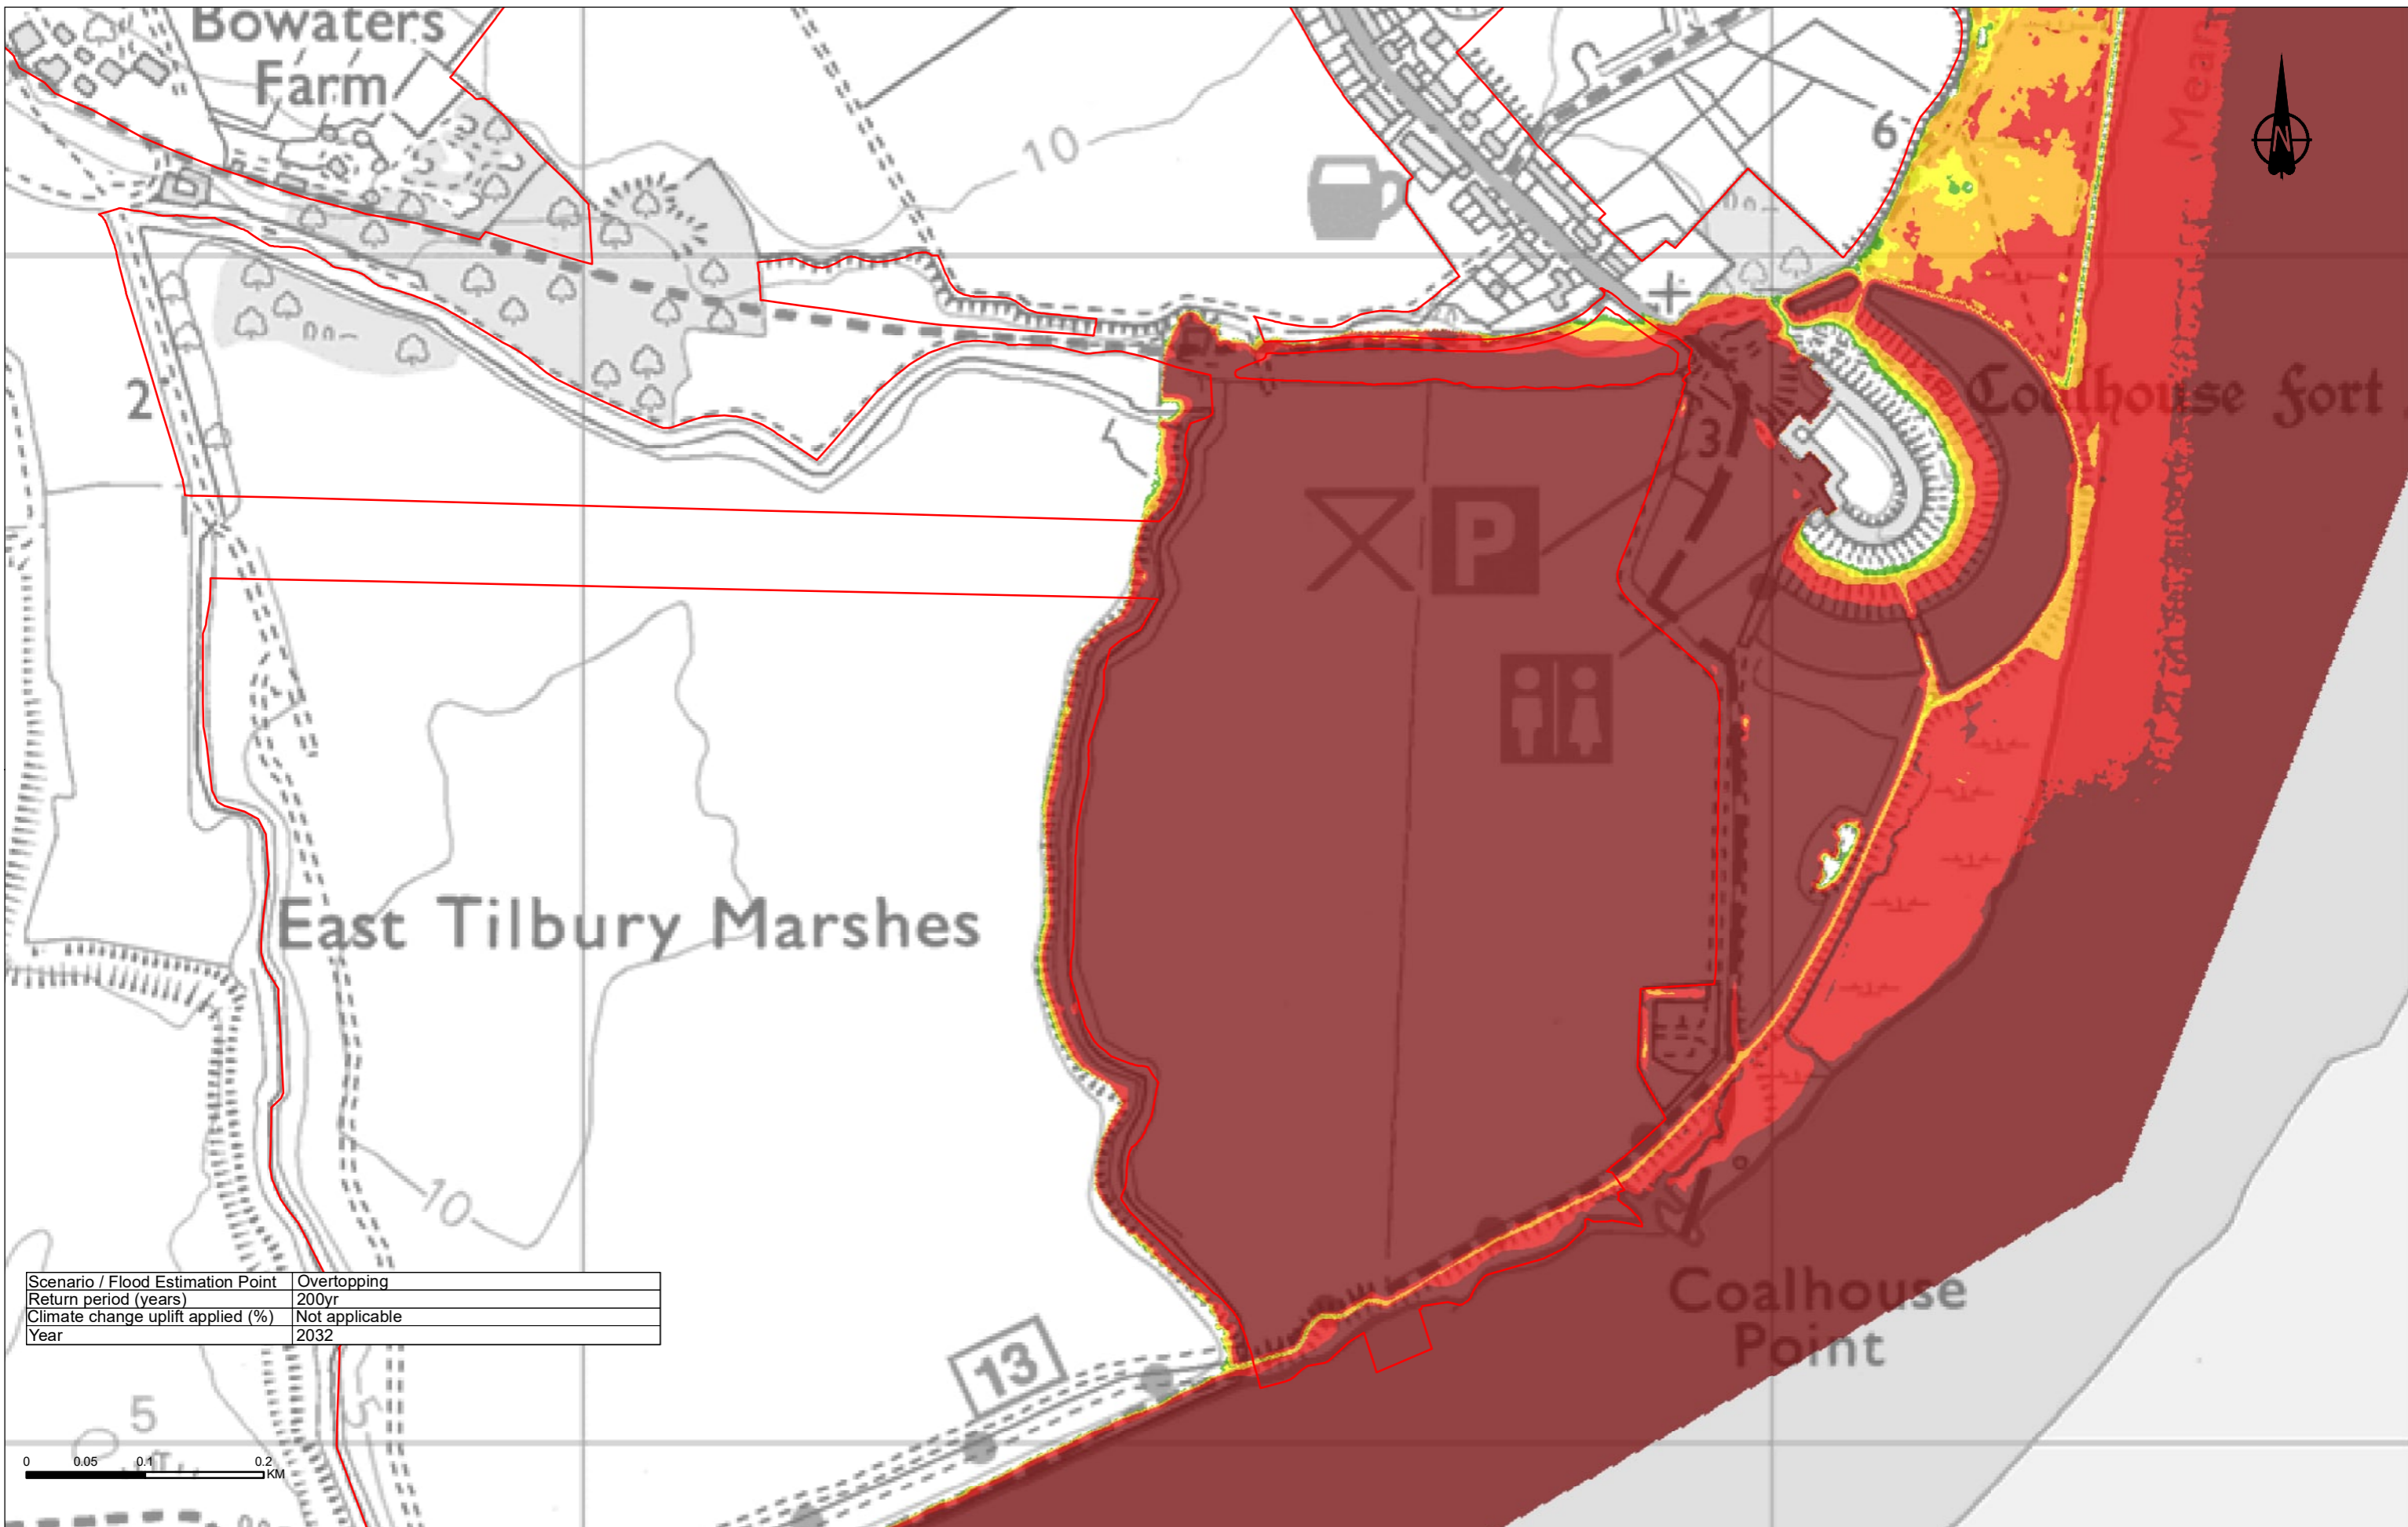 Bowaters
Farm
10
6
Mean
N
2
Coalhouse Fort
3
P
East Tilbury Marshes
10
Coalhouse
Point
13
5
5
Scenario / Flood Estimation Point Overtopping
Return period (years) 200yr
Climate change uplift applied (%) Not applicable
Year 2032
0 0.05 0.1 0.2
KM